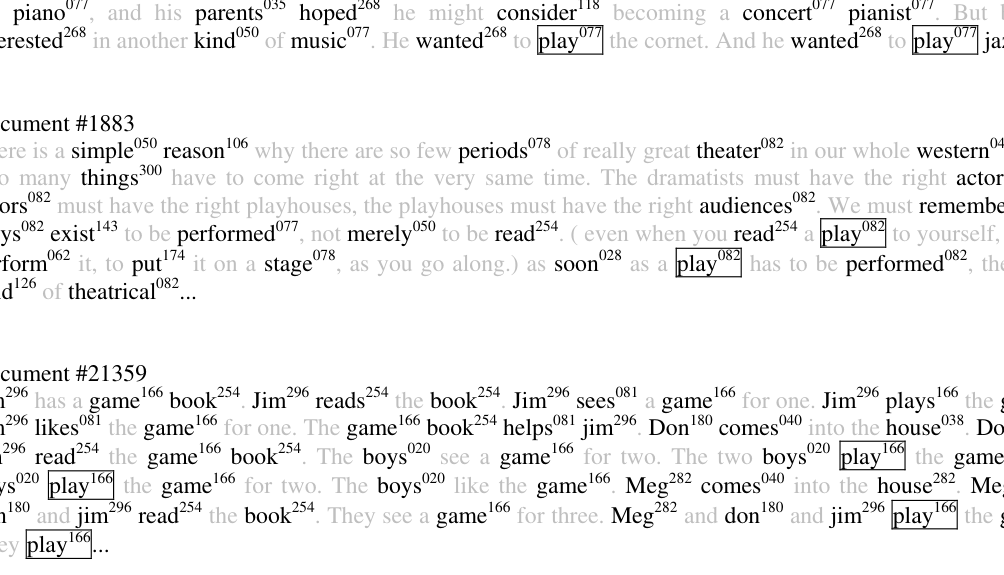 piano077, and his parents035 hoped268 he might consider118 becoming a concert077 pianist077. But
erested268 in another kind050 of music077. He wanted268 to play077 the cornet. And he wanted268 to play077 jaz
cument #1883
ere is a simple050 reason106 why there are so few periods078 of really great theater082 in our whole western04
o many things300 have to come right at the very same time. The dramatists must have the right actor
ors082 must have the right playhouses, the playhouses must have the right audiences082. We must remembe
ys082 exist143 to be performed077, not merely050 to be read254. ( even when you read254 a play082 to yourself,
rform062 it, to put174 it on a stage078, as you go along.) as soon028 as a play082 has to be performed082, the
d126 of theatrical082...
cument #21359
296 has a game166 book254. Jim296 reads254 the book254. Jim296 sees081 a game166 for one. Jim296 plays166 the g
296 likes081 the game166 for one. The game166 book254 helps081 jim296. Don180 comes040 into the house038. Do
296 read254 the game166 book254. The boys020 see a game166 for two. The two boys020 play166 the game
ys020 play166 the game166 for two. The boys020 like the game166. Meg282 comes040 into the house282. Meg
n180 and jim296 read254 the book254. They see a game166 for three. Meg282 and don180 and jim296 play166 the g
ey play166...